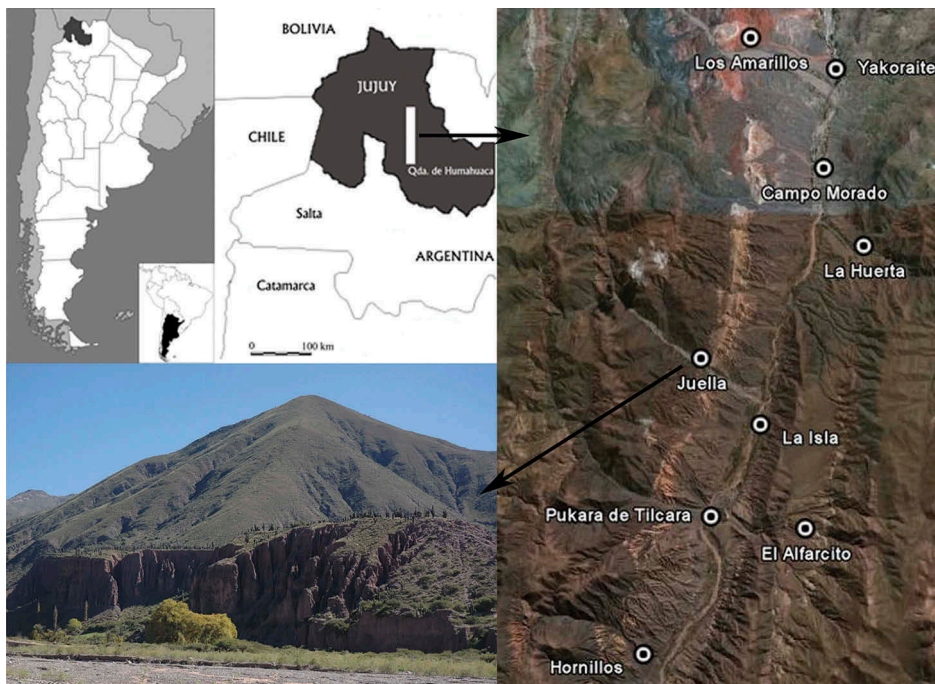 BOLIVIA
JUJUY
CHILE
Qda. de Humahuaca
Salta
ARGENTINA
Catamarca
0 100 km
Los Amarillos
Yakoraite
Campo Morado
La Huerta
Juella
La Isla
Pukara de Tilcara
El Alfarcito
Hornillos